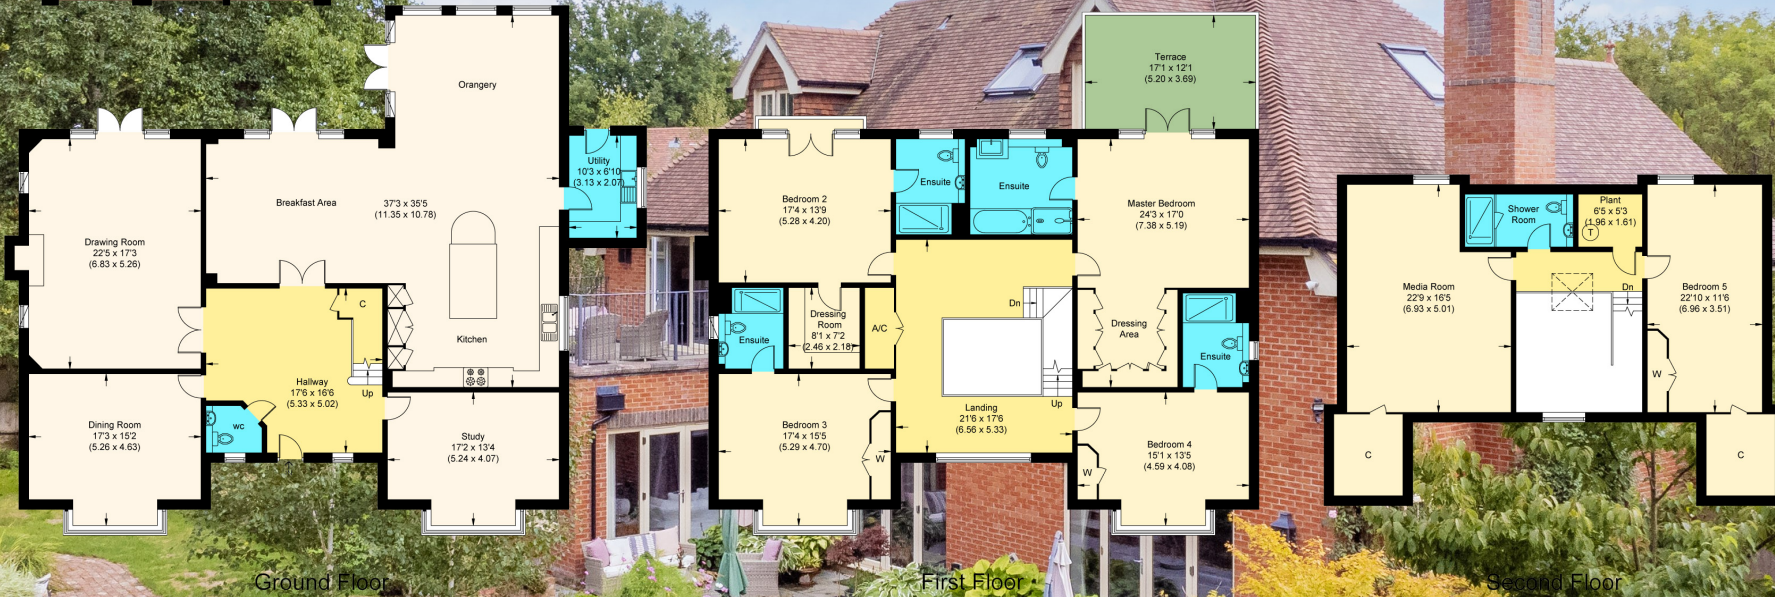 Orangery
Utility
10'3 x 6'10
(3.13 x 2.07)
Breakfast Area
37'3 x 35'5
(11.35 x 10.78)
Drawing Room
22'5 x 17'3
(6.83 x 5.26)
C
Kitchen
Hallway
17'6 x 16'6
(5.33 x 5.02)
Up
wc
Dining Room
17'3 x 15'2
(5.26 x 4.63)
Study
17'2 x 13'4
(5.24 x 4.07)
Ground Floor
Terrace
17'1 x 12'1
(5.20 x 3.69)
Bedroom 2
17'4 x 13'9
(5.28 x 4.20)
Ensuite
Ensuite
Master Bedroom
24'3 x 17'0
(7.38 x 5.19)
Dn
Dressing
Room
8'1 x 7'2
(2.46 x 2.18)
A/C
Ensuite
Dressing
Area
Ensuite
Up
Landing
21'6 x 17'6
(6.56 x 5.33)
Bedroom 3
17'4 x 15'5
(5.29 x 4.70)
W
Bedroom 4
15'1 x 13'5
(4.59 x 4.08)
W
First Floor
Shower
Room
Plant
6'5 x 5'3
(1.96 x 1.61)
T
Media Room
22'9 x 16'5
(6.93 x 5.01)
Dn
Bedroom 5
22'10 x 11'6
(6.96 x 3.51)
W
C
C
Second Floor